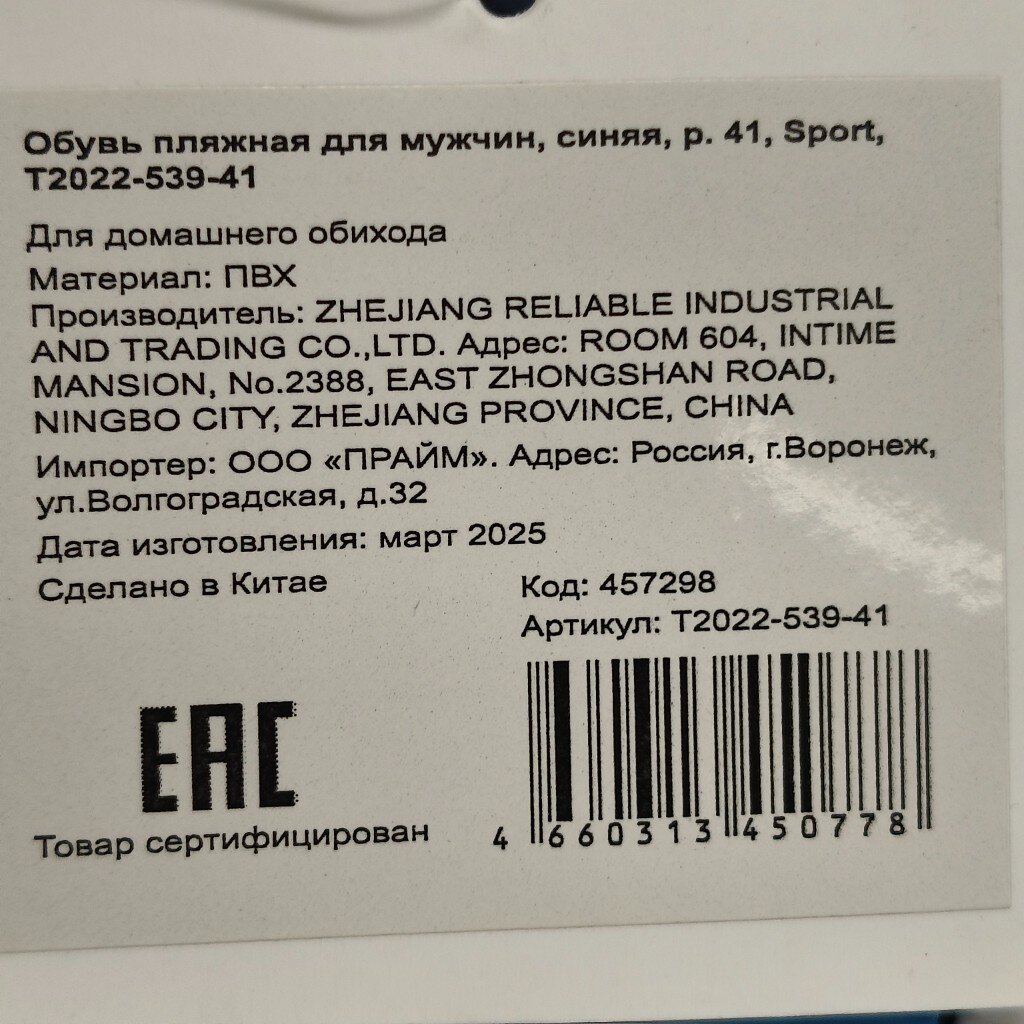 Обувь пляжная для мужчин, синяя, р. 41, Sport,
T2022-539-41
Для домашнего обихода
Материал: ПВХ
Производитель: ZHEJIANG RELIABLE INDUSTRIAL
AND TRADING CO.,LTD. Адрес: ROOM 604, INTIME
MANSION, No.2388, EAST ZHONGSHAN ROAD,
NINGBO CITY, ZHEJIANG PROVINCE, CHINA
Импортер: ООО «ПРАЙМ». Адрес: Россия, г.Воронеж,
ул.Волгоградская, д.32
Дата изготовления: март 2025
Сделано в Китае
Код: 457298
Артикул: T2022-539-41
EAC
Товар сертифицирован
4 660313 450778